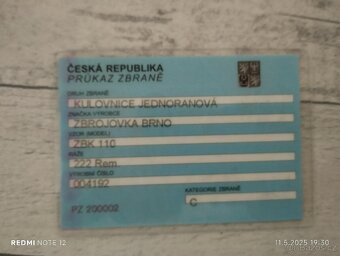 ČESKÁ REPUBLIKA
PRŮKAZ ZBRANĚ
DRUH ZBRANĚ
KULOVNICE JEDNORANOVÁ
ZNAČKA VÝROBCE
ZBROJOVKA BRNO
VZOR (MODEL)
ZBK 110
RÁŽE
222 Rem
VÝROBNÍ ČÍSLO
004192
KATEGORIE ZBRANĚ
C
PZ 200002
REDMI NOTE 12
11.5.2025 19:30